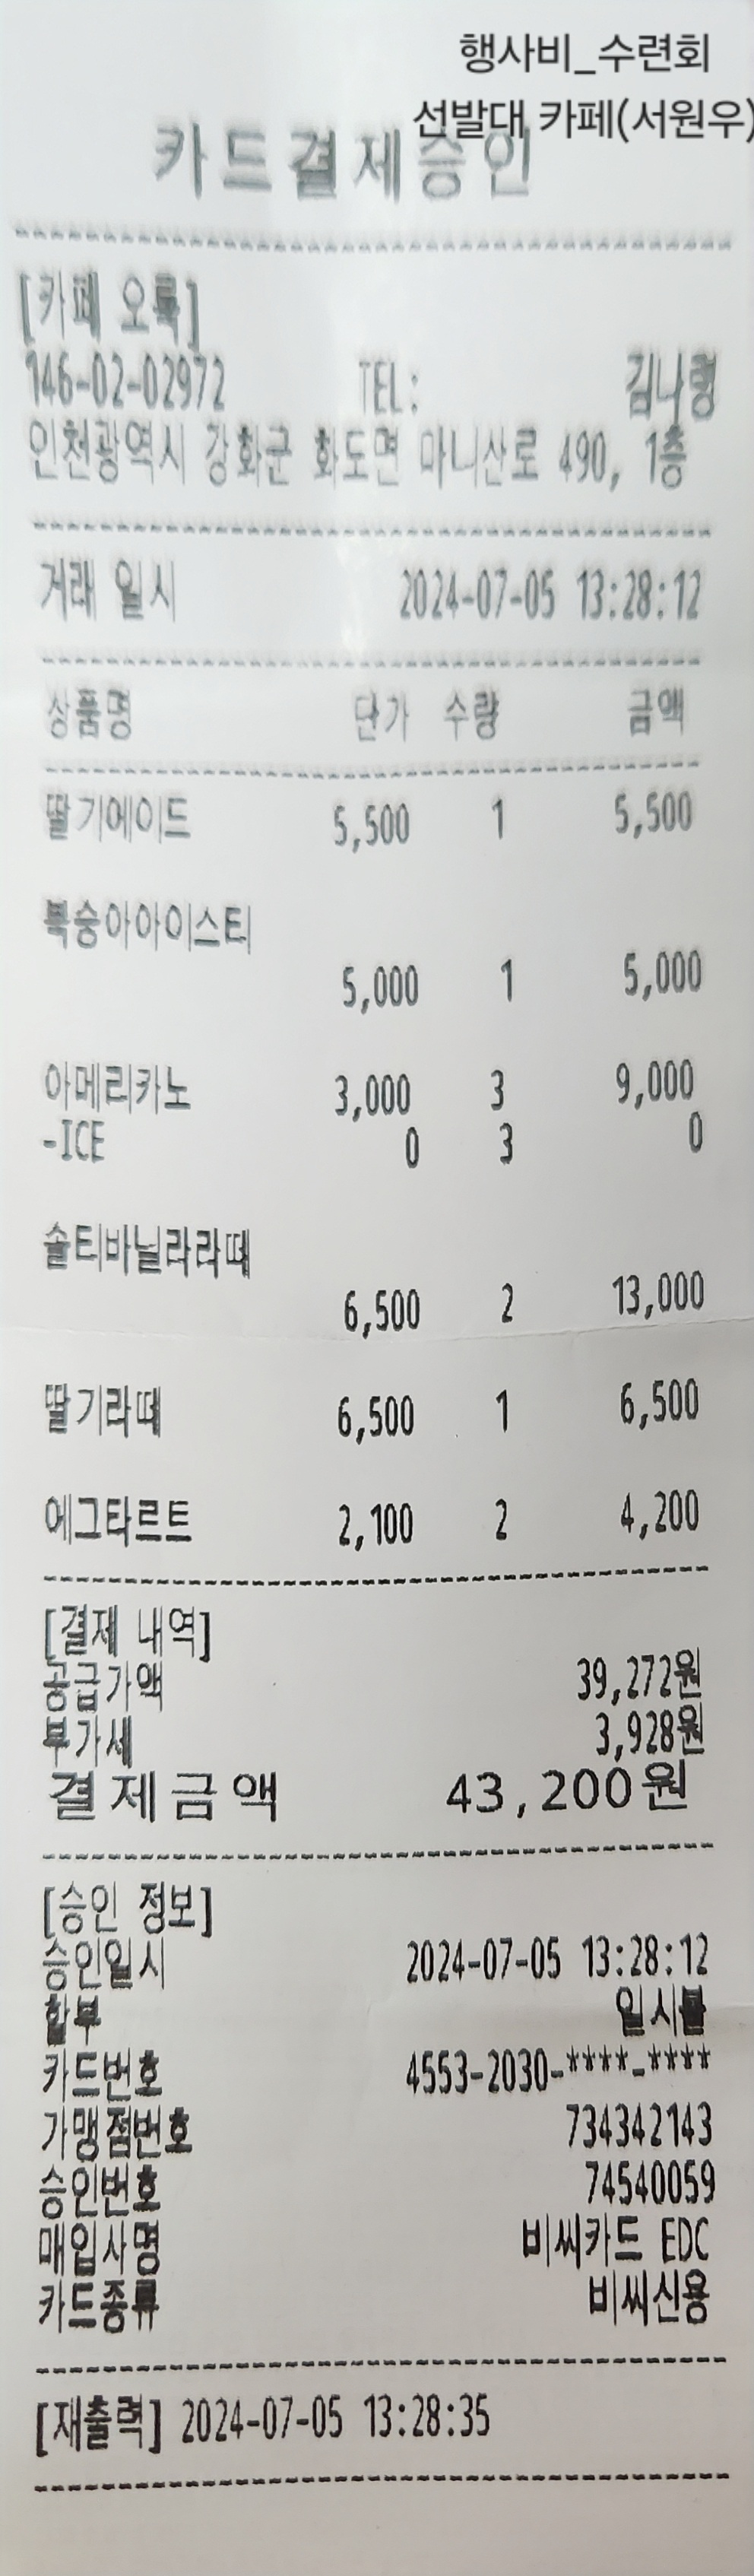 행사비_수련회
선발대 카페(서원우)
카드결제승인
[카페 오룩]
146-02-02972 TEL: 김나령
인천광역시 강화군 화도면 마니산로 490, 1층
거래 일시 2024-07-05 13:28:12
상품명 단가 수량 금액
딸기에이드 5,500 1 5,500
복숭아아이스티
5,000 1 5,000
아메리카노 3,000 3 9,000
-ICE 0 3 0
솔티바닐라라떼
6,500 2 13,000
딸기라떼 6,500 1 6,500
에그타르트 2,100 2 4,200
[결제 내역]
공급가액 39,272원
부가세 3,928원
결제금액 43,200원
[승인 정보]
승인일시 2024-07-05 13:28:12
할부 일시불
카드번호 4553-2030-****-****
가맹점번호 734342143
승인번호 74540059
매입사명 비씨카드 EDC
카드종류 비씨신용
[재출력] 2024-07-05 13:28:35